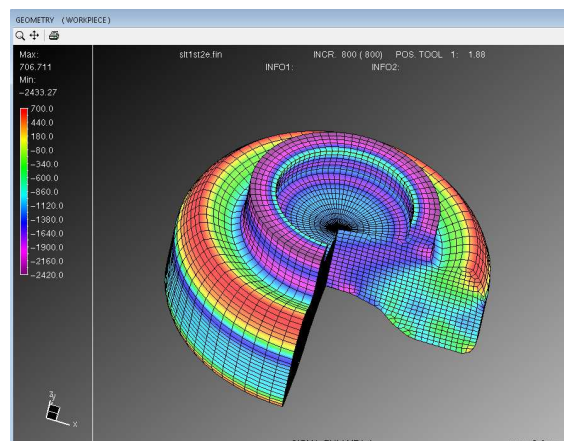 GEOMETRY (WORKPIECE)
Max:
706.711
Min:
-2433.27
slt1st2e.fin
INCR. 800 ( 800) POS. TOOL 1: 1.88
INFO1: INFO2:
700.0
440.0
180.0
-80.0
-340.0
-600.0
-860.0
-1120.0
-1380.0
-1640.0
-1900.0
-2160.0
-2420.0
Z
Y
X